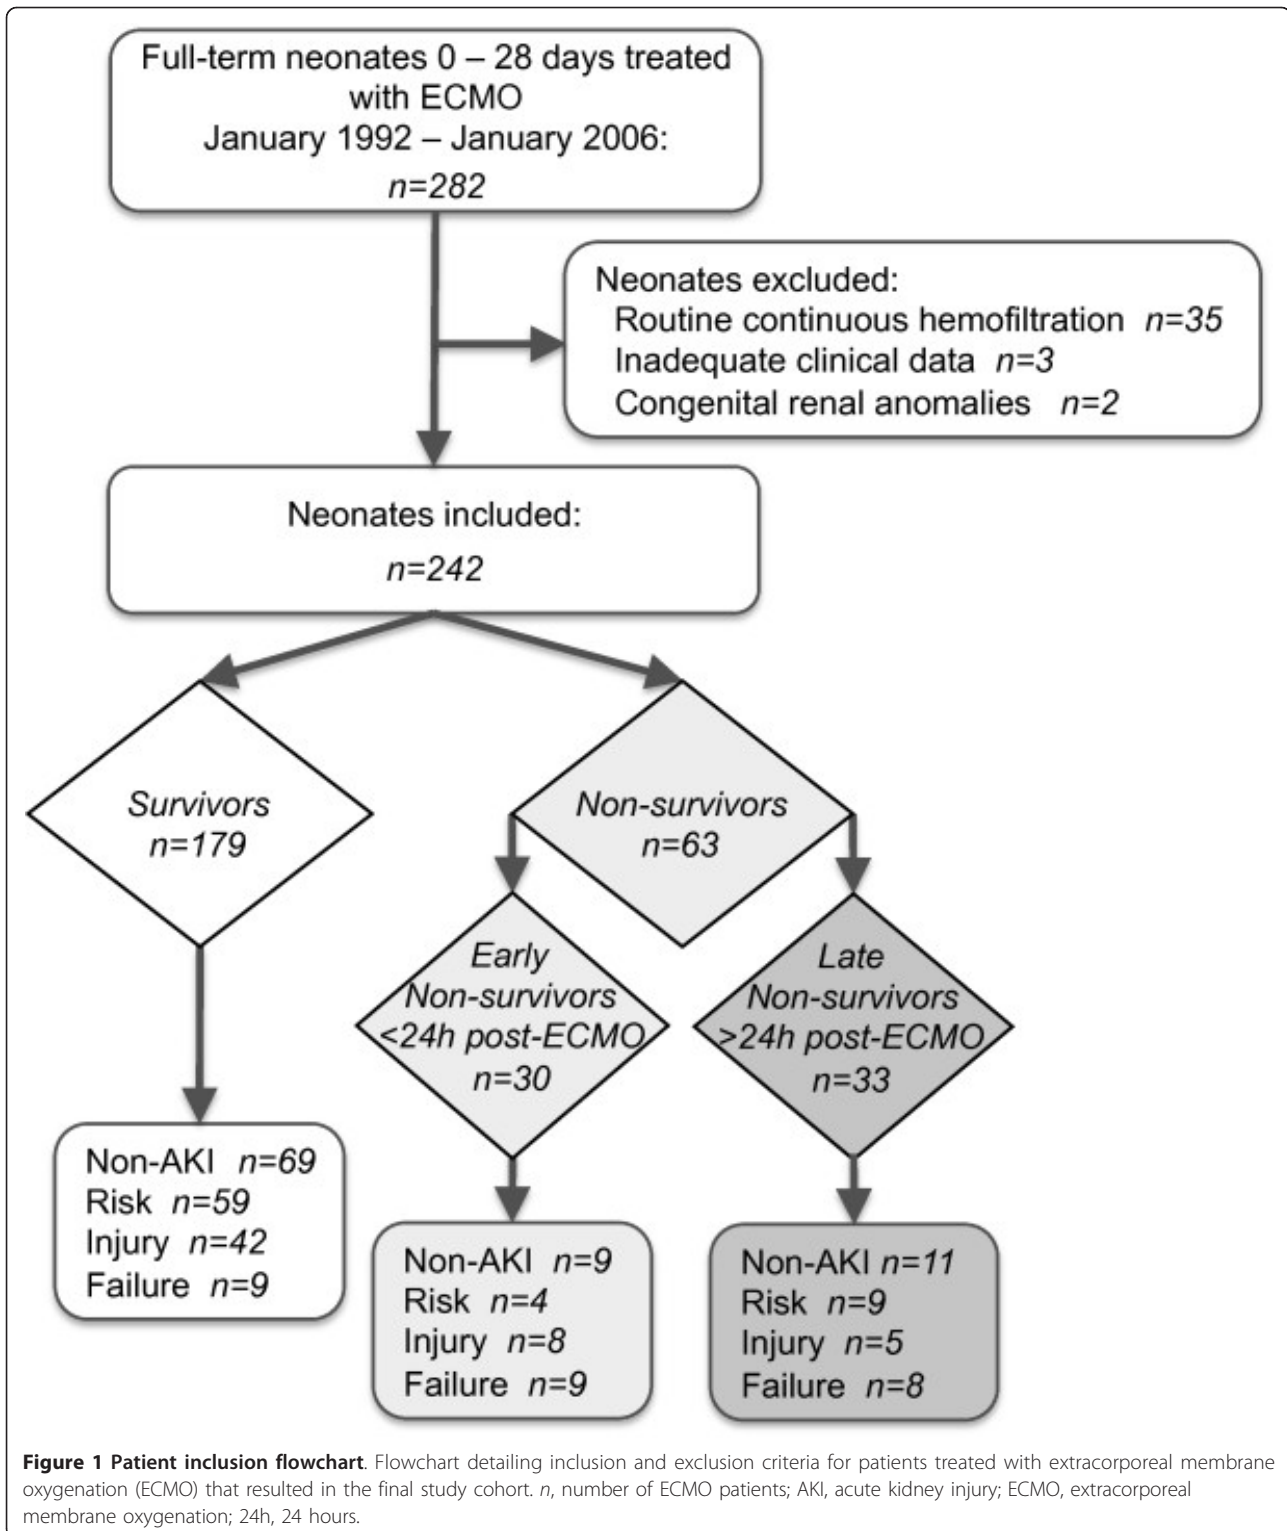 Full-term neonates 0 – 28 days treated
with ECMO
January 1992 – January 2006:
n=282
Neonates excluded:
Routine continuous hemofiltration n=35
Inadequate clinical data n=3
Congenital renal anomalies n=2
Neonates included:
n=242
Survivors
n=179
Non-survivors
n=63
Early
Non-survivors
<24h post-ECMO
n=30
Late
Non-survivors
>24h post-ECMO
n=33
Non-AKI n=69
Risk n=59
Injury n=42
Failure n=9
Non-AKI n=9
Risk n=4
Injury n=8
Failure n=9
Non-AKI n=11
Risk n=9
Injury n=5
Failure n=8
Figure 1 Patient inclusion flowchart. Flowchart detailing inclusion and exclusion criteria for patients treated with extracorporeal membrane
oxygenation (ECMO) that resulted in the final study cohort. n, number of ECMO patients; AKI, acute kidney injury; ECMO, extracorporeal
membrane oxygenation; 24h, 24 hours.